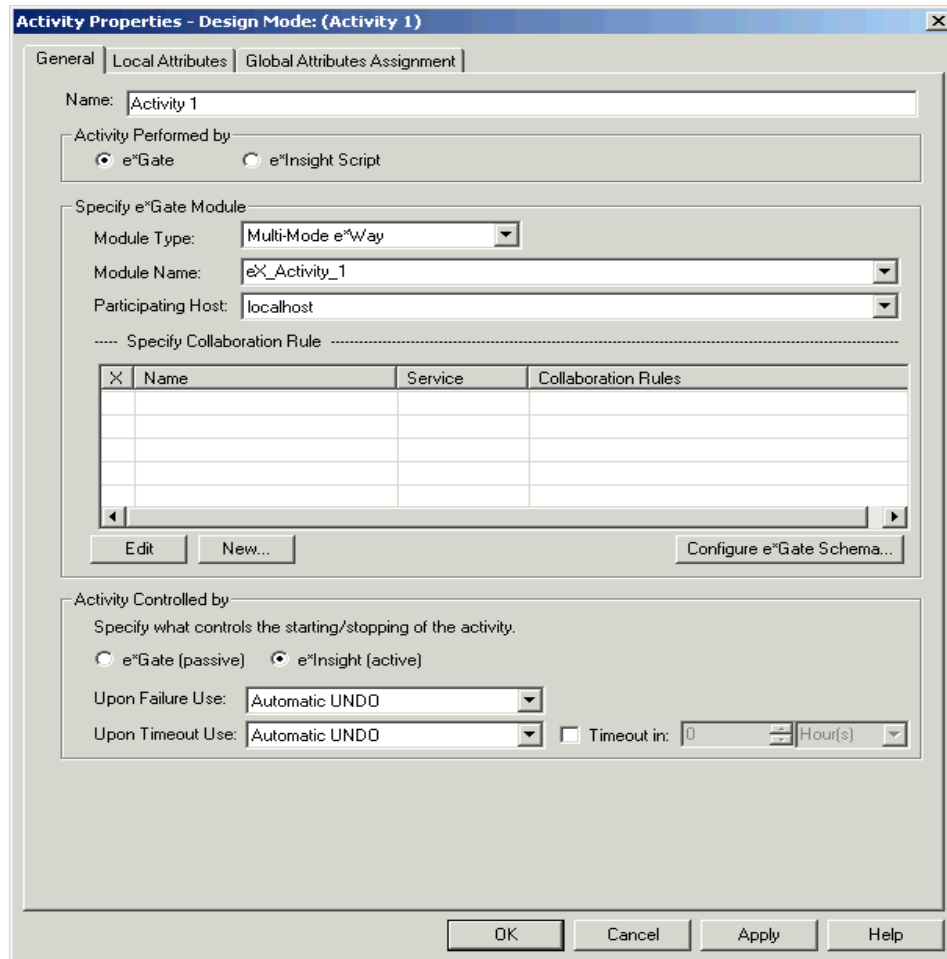 Activity Properties - Design Mode: (Activity 1)
General Local Attributes Global Attributes Assignment
Name: Activity 1
Activity Performed by
e*Gate e*Insight Script
Specify e*Gate Module
Module Type: Multi-Mode e*Way
Module Name: eX_Activity_1
Participating Host: localhost
----- Specify Collaboration Rule -----
X Name Service Collaboration Rules
Edit New... Configure e*Gate Schema...
Activity Controlled by
Specify what controls the starting/stopping of the activity.
e*Gate (passive) e*Insight (active)
Upon Failure Use: Automatic UNDO
Upon Timeout Use: Automatic UNDO Timeout in: 0 Hour(s)
OK Cancel Apply Help